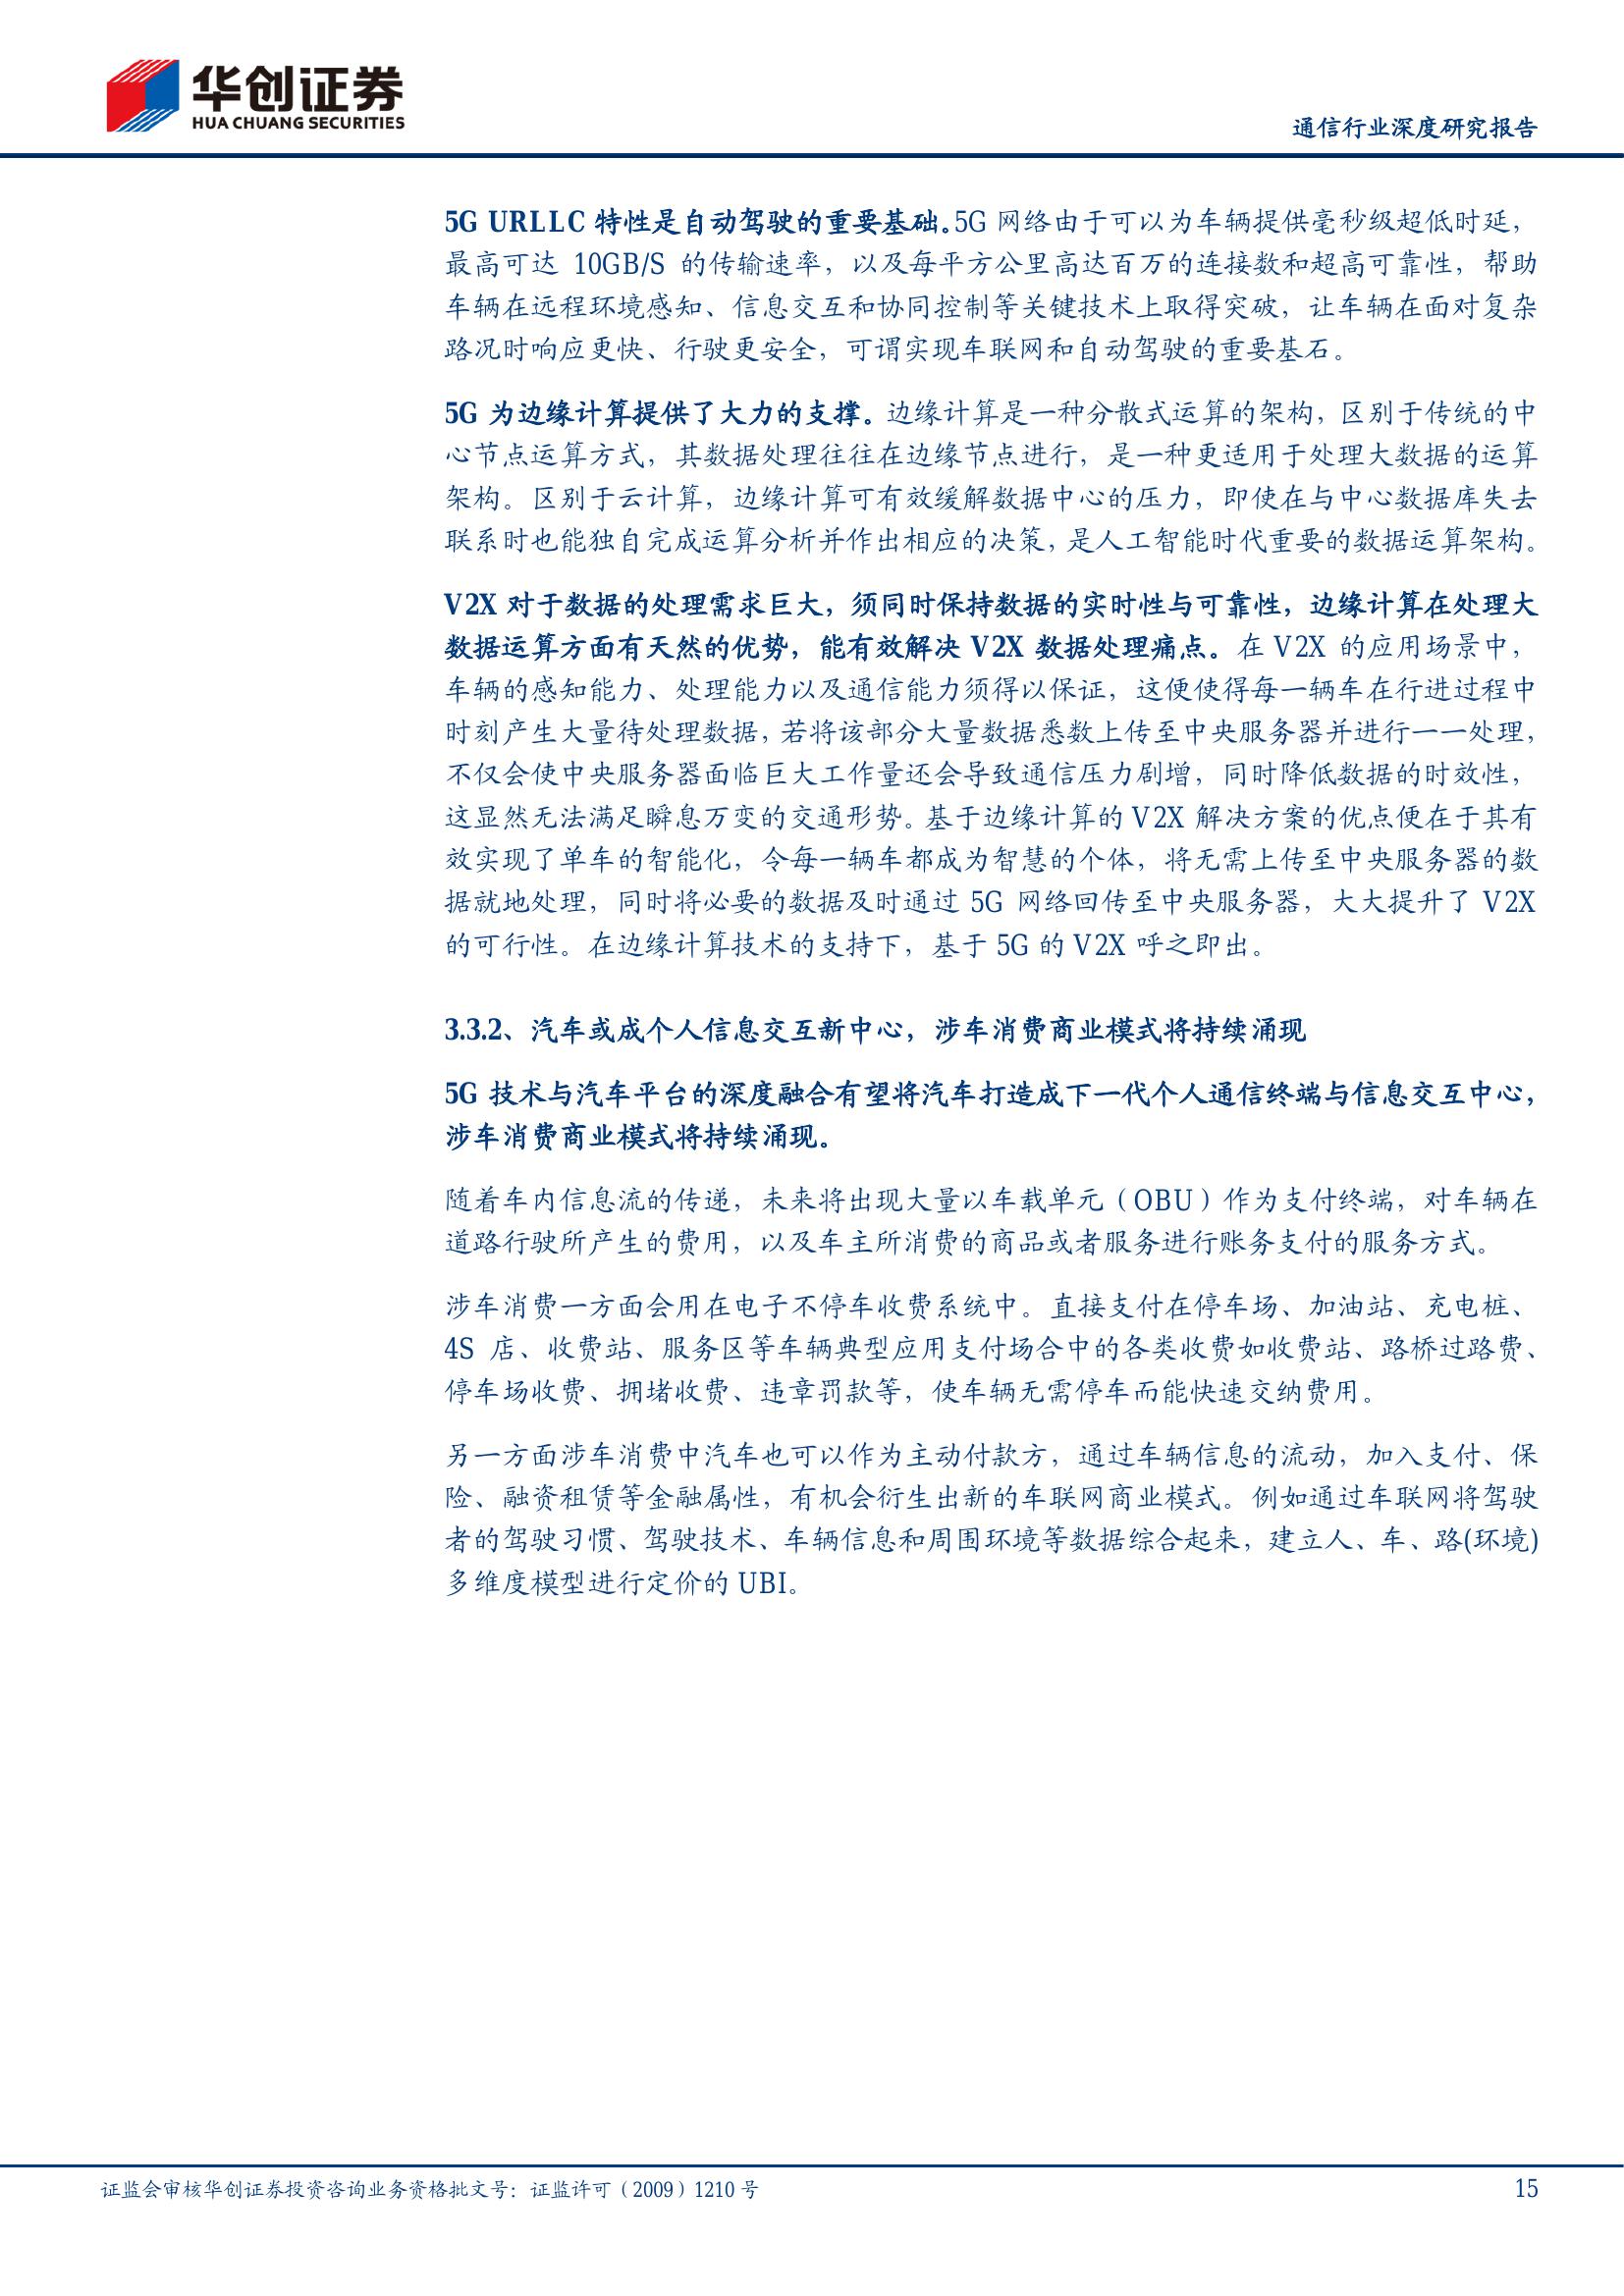 华创证券
HUA CHUANG SECURITIES
通信行业深度研究报告
5G URLLC 特性是自动驾驶的重要基础。5G 网络由于可以为车辆提供毫秒级超低时延，
最高可达 10GB/S 的传输速率，以及每平方公里高达百万的连接数和超高可靠性，帮助
车辆在远程环境感知、信息交互和协同控制等关键技术上取得突破，让车辆在面对复杂
路况时响应更快、行驶更安全，可谓实现车联网和自动驾驶的重要基石。
5G 为边缘计算提供了大力的支撑。边缘计算是一种分散式运算的架构，区别于传统的中
心节点运算方式，其数据处理往往在边缘节点进行，是一种更适用于处理大数据的运算
架构。区别于云计算，边缘计算可有效缓解数据中心的压力，即使在与中心数据库失去
联系时也能独自完成运算分析并作出相应的决策，是人工智能时代重要的数据运算架构。
V2X 对于数据的处理需求巨大，须同时保持数据的实时性与可靠性，边缘计算在处理大
数据运算方面有天然的优势，能有效解决 V2X 数据处理痛点。在 V2X 的应用场景中，
车辆的感知能力、处理能力以及通信能力须得以保证，这便使得每一辆车在行进过程中
时刻产生大量待处理数据，若将该部分大量数据悉数上传至中央服务器并进行一一处理，
不仅会使中央服务器面临巨大工作量还会导致通信压力剧增，同时降低数据的时效性，
这显然无法满足瞬息万变的交通形势。基于边缘计算的 V2X 解决方案的优点便在于其有
效实现了单车的智能化，令每一辆车都成为智慧的个体，将无需上传至中央服务器的数
据就地处理，同时将必要的数据及时通过 5G 网络回传至中央服务器，大大提升了 V2X
的可行性。在边缘计算技术的支持下，基于 5G 的 V2X 呼之即出。
3.3.2、汽车或成个人信息交互新中心，涉车消费商业模式将持续涌现
5G 技术与汽车平台的深度融合有望将汽车打造成下一代个人通信终端与信息交互中心，
涉车消费商业模式将持续涌现。
随着车内信息流的传递，未来将出现大量以车载单元（OBU）作为支付终端，对车辆在
道路行驶所产生的费用，以及车主所消费的商品或者服务进行账务支付的服务方式。
涉车消费一方面会用在电子不停车收费系统中。直接支付在停车场、加油站、充电桩、
4S 店、收费站、服务区等车辆典型应用支付场合中的各类收费如收费站、路桥过路费、
停车场收费、拥堵收费、违章罚款等，使车辆无需停车而能快速交纳费用。
另一方面涉车消费中汽车也可以作为主动付款方，通过车辆信息的流动，加入支付、保
险、融资租赁等金融属性，有机会衍生出新的车联网商业模式。例如通过车联网将驾驶
者的驾驶习惯、驾驶技术、车辆信息和周围环境等数据综合起来，建立人、车、路(环境)
多维度模型进行定价的 UBI。
证监会审核华创证券投资咨询业务资格批文号：证监许可（2009）1210 号
15